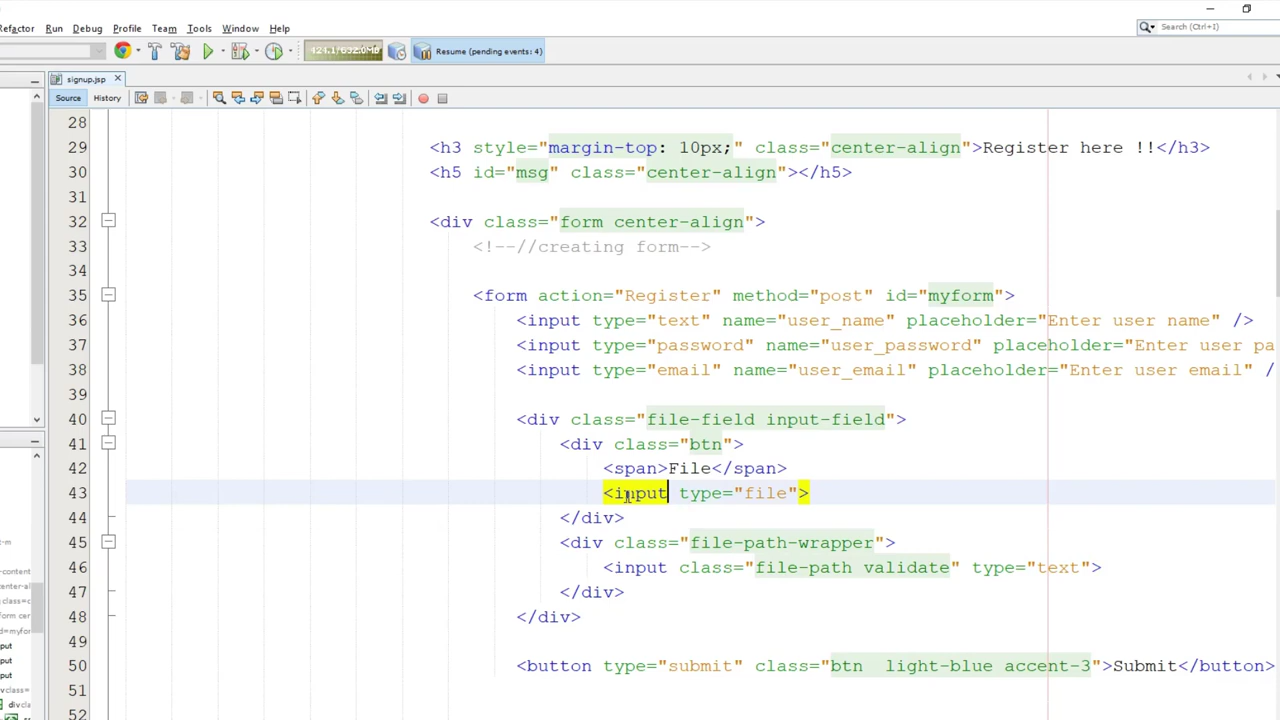 Refactor Run Debug Profile Team Tools Window Help
Search (Ctrl+I)
424.1/632.0MB
Resume (pending events: 4)
signup.jsp
Source History
28
29 <h3 style="margin-top: 10px;" class="center-align">Register here !!</h3>
30 <h5 id="msg" class="center-align"></h5>
31
32 <div class="form center-align">
33 <!--//creating form-->
34
35 <form action="Register" method="post" id="myform">
36 <input type="text" name="user_name" placeholder="Enter user name" />
37 <input type="password" name="user_password" placeholder="Enter user pa
38 <input type="email" name="user_email" placeholder="Enter user email" /
39
40 <div class="file-field input-field">
41 <div class="btn">
42 <span>File</span>
43 <input type="file">
44 </div>
45 <div class="file-path-wrapper">
46 <input class="file-path validate" type="text">
47 </div>
48 </div>
49
50 <button type="submit" class="btn  light-blue accent-3">Submit</button>
51
52